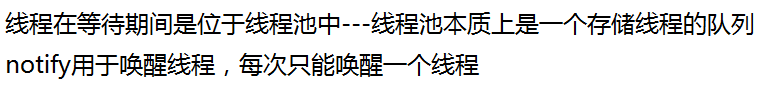 线程在等待期间是位于线程池中---线程池本质上是一个存储线程的队列
notify用于唤醒线程，每次只能唤醒一个线程